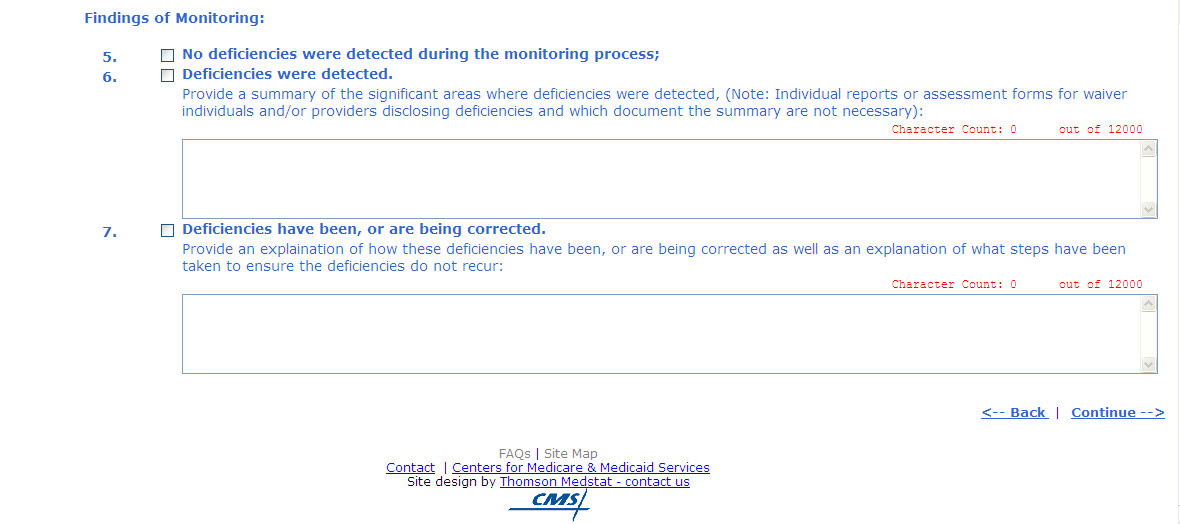 Findings of Monitoring:
5. No deficiencies were detected during the monitoring process;
6. Deficiencies were detected.
Provide a summary of the significant areas where deficiencies were detected, (Note: Individual reports or assessment forms for waiver
individuals and/or providers disclosing deficiencies and which document the summary are not necessary):
Character Count: 0 out of 12000
7. Deficiencies have been, or are being corrected.
Provide an explaination of how these deficiencies have been, or are being corrected as well as an explanation of what steps have been
taken to ensure the deficiencies do not recur:
Character Count: 0 out of 12000
<-- Back | Continue -->
FAQs | Site Map
Contact | Centers for Medicare & Medicaid Services
Site design by Thomson Medstat - contact us
CMS